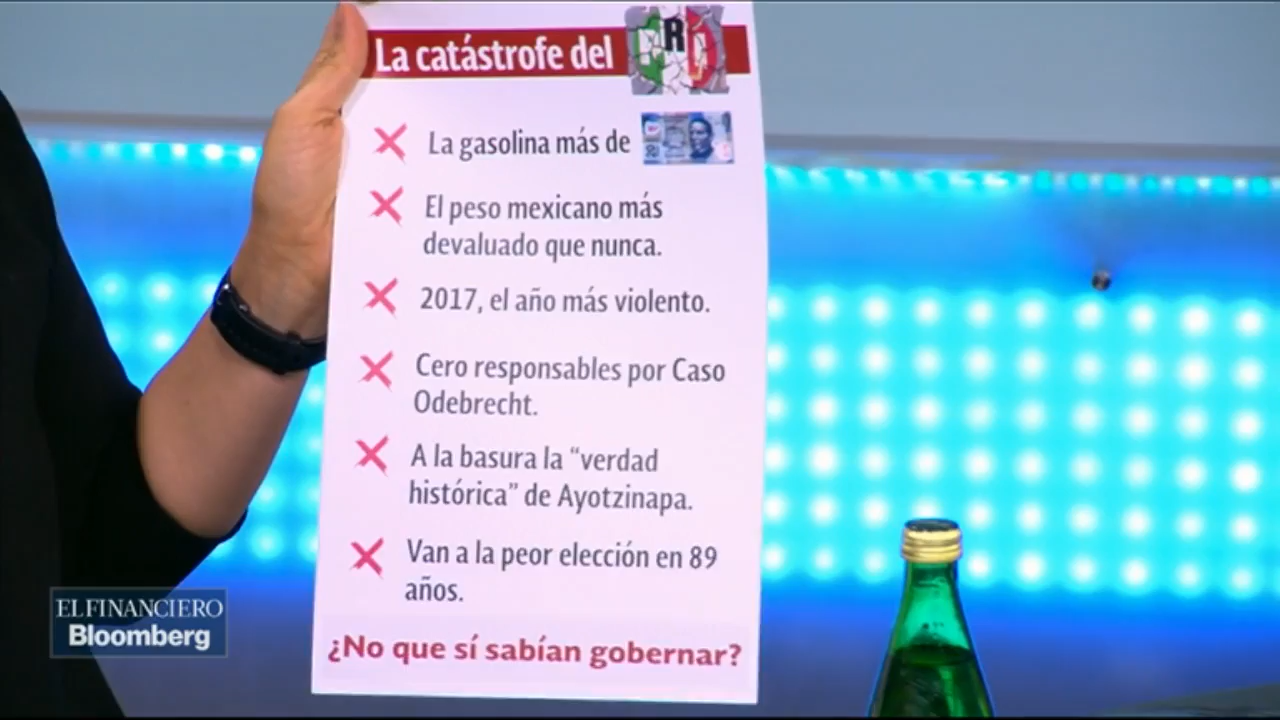 La catástrofe del PRI
La gasolina más de
El peso mexicano más
devaluado que nunca.
2017, el año más violento.
Cero responsables por Caso
Odebrecht.
A la basura la “verdad
histórica” de Ayotzinapa.
Van a la peor elección en 89
años.
¿No que sí sabían gobernar?
EL FINANCIERO
Bloomberg